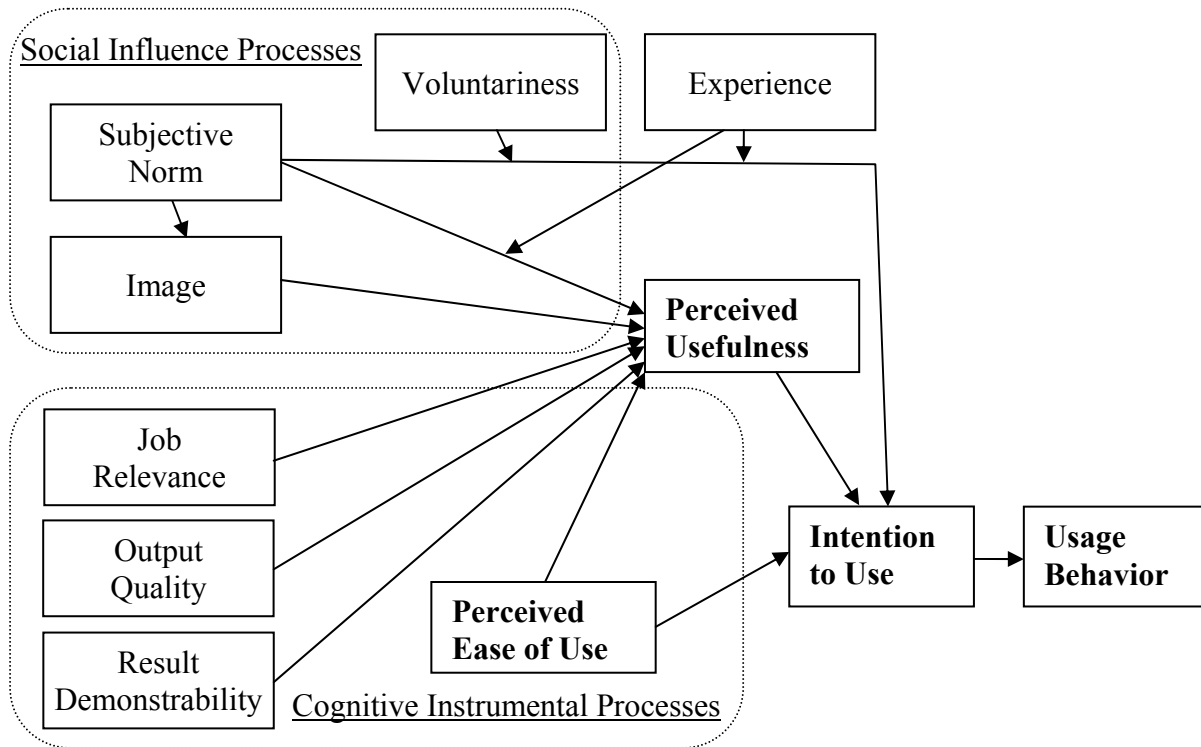 Social Influence Processes
Voluntariness
Experience
Subjective
Norm
Image
Perceived
Usefulness
Job
Relevance
Output
Quality
Result
Demonstrability
Perceived
Ease of Use
Intention
to Use
Usage
Behavior
Cognitive Instrumental Processes